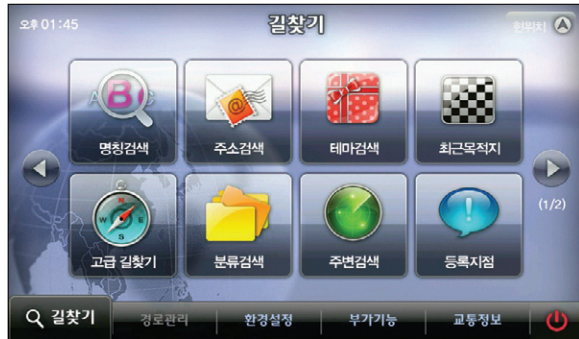 오후 01:45
길찾기
현위치
명칭검색
주소검색
테마검색
최근목적지
고급 길찾기
분류검색
주변검색
등록지점
(1/2)
길찾기
경로관리
환경설정
부가기능
교통정보